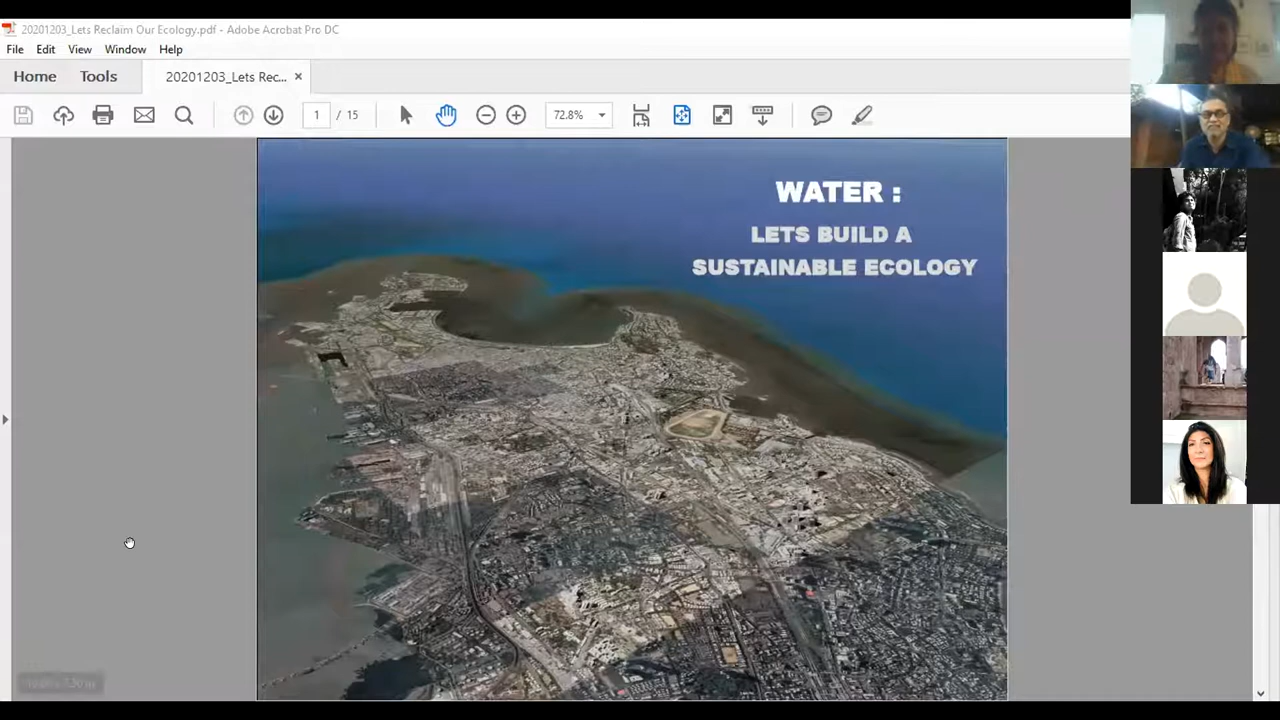 20201203_Lets Reclaim Our Ecology.pdf - Adobe Acrobat Pro DC
File Edit View Window Help
Home Tools 20201203_Lets Rec... ×
1 / 15 72.8%
WATER :
LETS BUILD A
SUSTAINABLE ECOLOGY